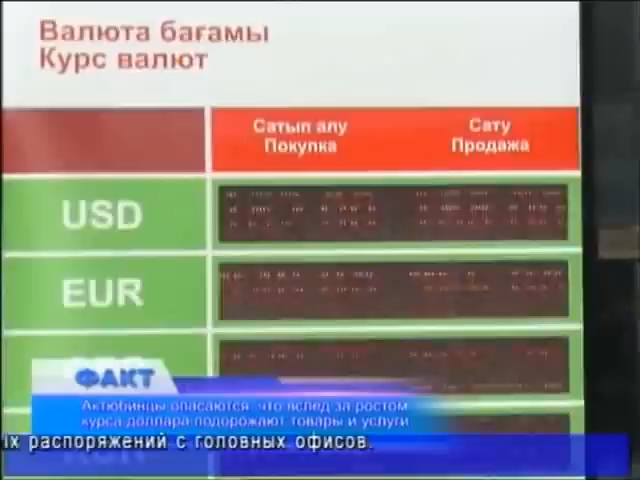 Валюта бағамы
Курс валют
Сатып алу
Покупка
Сату
Продажа
USD
EUR
ФАКТ
Актюбинцы опасаются, что вслед за ростом
курса доллара подорожают товары и услуги
распоряжений с головных офисов.